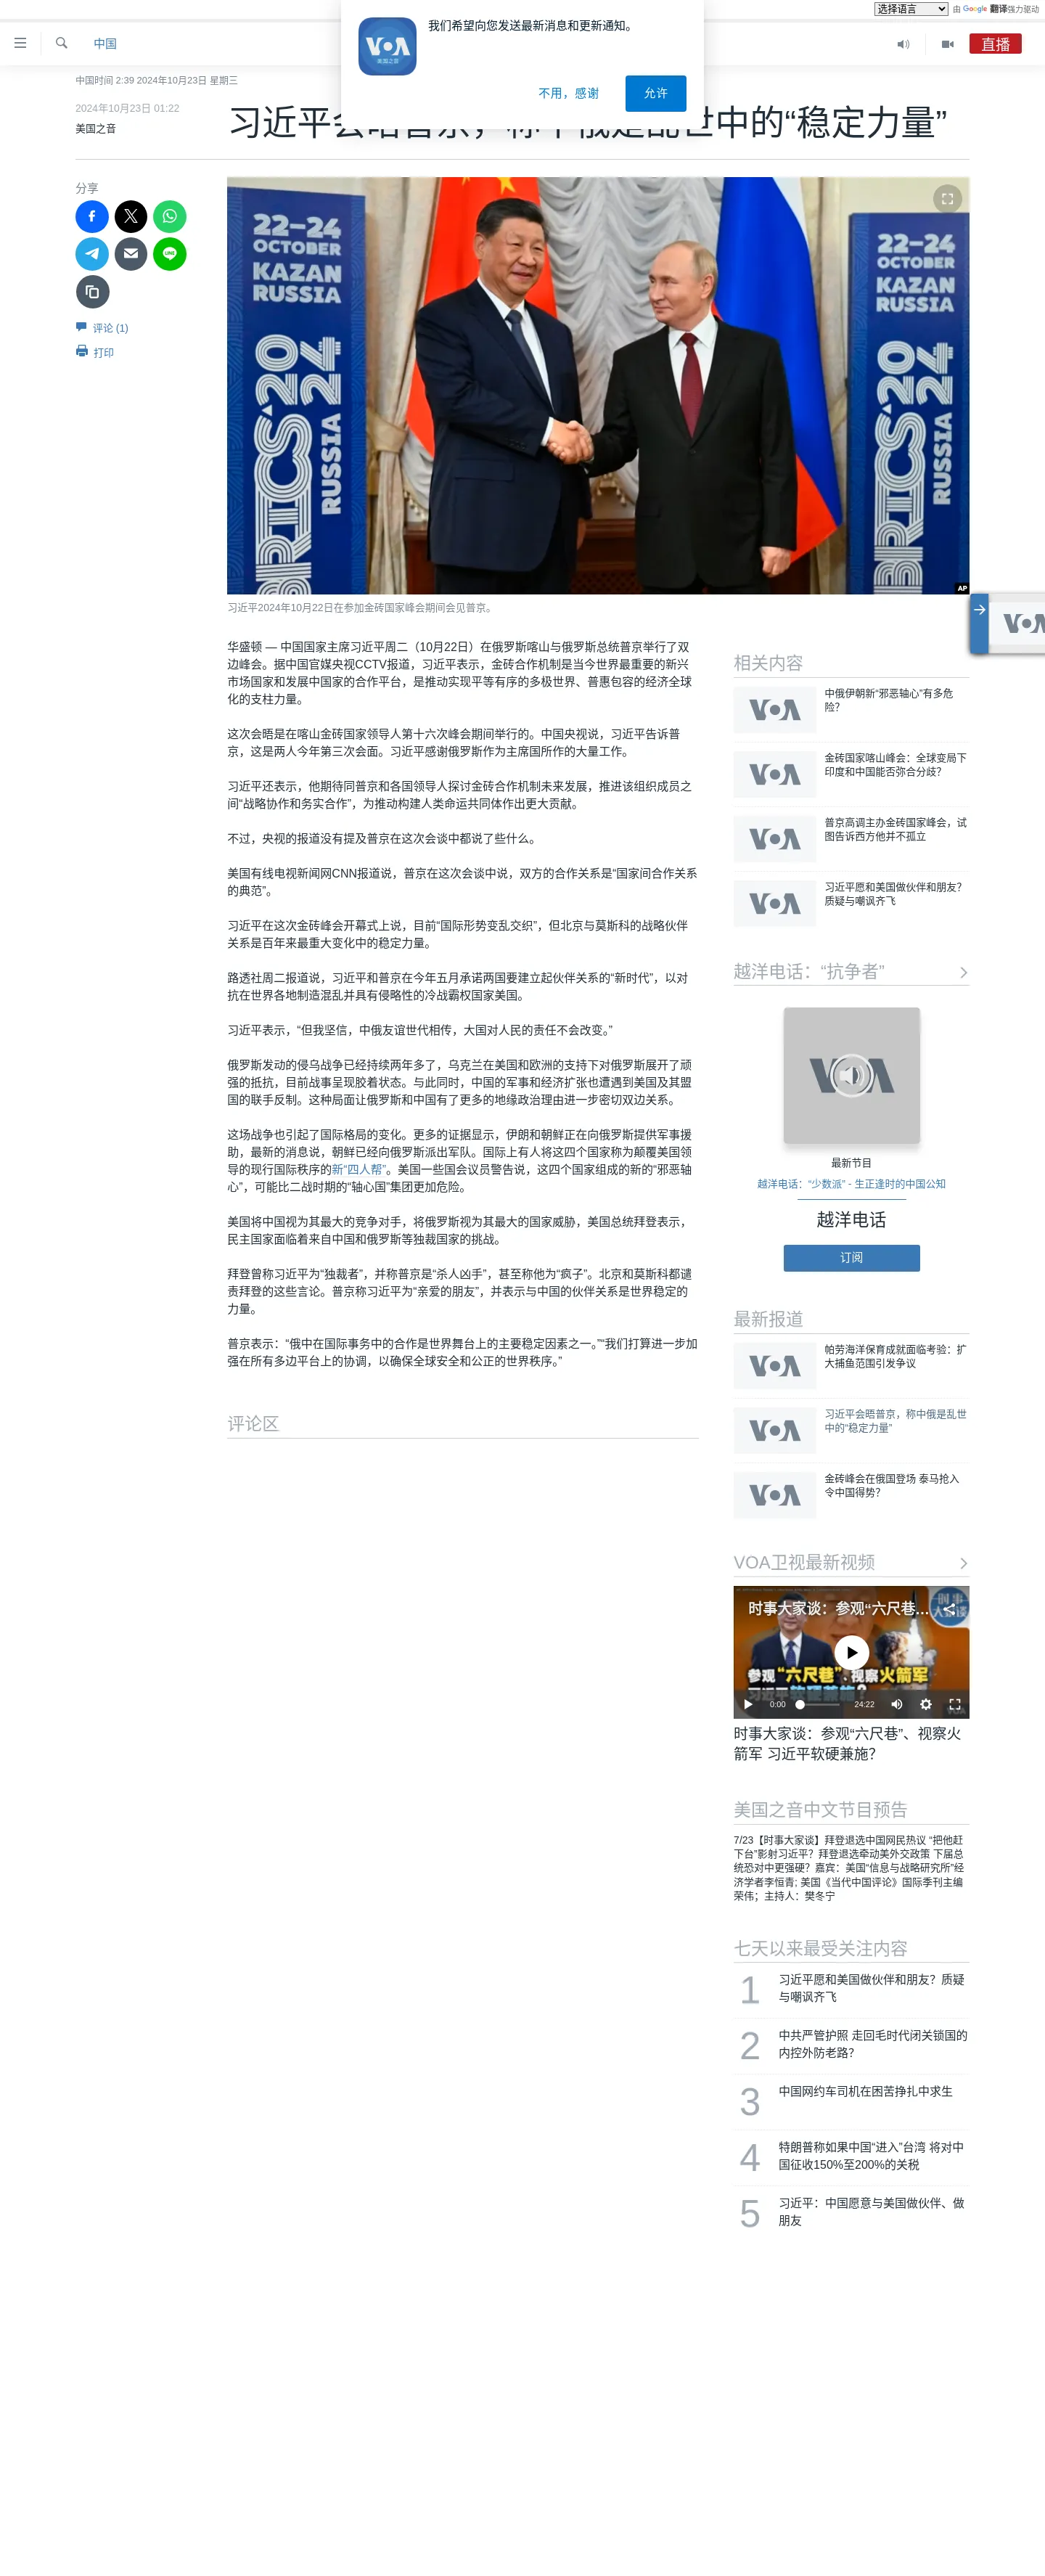 选择语言
由 Google 翻译强力驱动
中国
直播
VOA
美国之音
我们希望向您发送最新消息和更新通知。
不用，感谢
允许
中国时间 2:39 2024年10月23日 星期三
2024年10月23日 01:22
美国之音
习近平会晤普京，称中俄是乱世中的“稳定力量”
分享
评论 (1)
打印
22–24
OCTOBER
KAZAN
RUSSIA
BRICS
2024
22–24
OCTOBER
KAZAN
RUSSIA
BRICS
2024
AP
习近平2024年10月22日在参加金砖国家峰会期间会见普京。
华盛顿 — 中国国家主席习近平周二（10月22日）在俄罗斯喀山与俄罗斯总统普京举行了双
边峰会。据中国官媒央视CCTV报道，习近平表示，金砖合作机制是当今世界最重要的新兴
市场国家和发展中国家的合作平台，是推动实现平等有序的多极世界、普惠包容的经济全球
化的支柱力量。
这次会晤是在喀山金砖国家领导人第十六次峰会期间举行的。中国央视说，习近平告诉普
京，这是两人今年第三次会面。习近平感谢俄罗斯作为主席国所作的大量工作。
习近平还表示，他期待同普京和各国领导人探讨金砖合作机制未来发展，推进该组织成员之
间“战略协作和务实合作”，为推动构建人类命运共同体作出更大贡献。
不过，央视的报道没有提及普京在这次会谈中都说了些什么。
美国有线电视新闻网CNN报道说，普京在这次会谈中说，双方的合作关系是“国家间合作关系
的典范”。
习近平在这次金砖峰会开幕式上说，目前“国际形势变乱交织”，但北京与莫斯科的战略伙伴
关系是百年来最重大变化中的稳定力量。
路透社周二报道说，习近平和普京在今年五月承诺两国要建立起伙伴关系的“新时代”，以对
抗在世界各地制造混乱并具有侵略性的冷战霸权国家美国。
习近平表示，“但我坚信，中俄友谊世代相传，大国对人民的责任不会改变。”
俄罗斯发动的侵乌战争已经持续两年多了，乌克兰在美国和欧洲的支持下对俄罗斯展开了顽
强的抵抗，目前战事呈现胶着状态。与此同时，中国的军事和经济扩张也遭遇到美国及其盟
国的联手反制。这种局面让俄罗斯和中国有了更多的地缘政治理由进一步密切双边关系。
这场战争也引起了国际格局的变化。更多的证据显示，伊朗和朝鲜正在向俄罗斯提供军事援
助，最新的消息说，朝鲜已经向俄罗斯派出军队。国际上有人将这四个国家称为颠覆美国领
导的现行国际秩序的新“四人帮”。美国一些国会议员警告说，这四个国家组成的新的“邪恶轴
心”，可能比二战时期的“轴心国”集团更加危险。
美国将中国视为其最大的竞争对手，将俄罗斯视为其最大的国家威胁，美国总统拜登表示，
民主国家面临着来自中国和俄罗斯等独裁国家的挑战。
拜登曾称习近平为“独裁者”，并称普京是“杀人凶手”，甚至称他为“疯子”。北京和莫斯科都谴
责拜登的这些言论。普京称习近平为“亲爱的朋友”，并表示与中国的伙伴关系是世界稳定的
力量。
普京表示：“俄中在国际事务中的合作是世界舞台上的主要稳定因素之一。”“我们打算进一步加
强在所有多边平台上的协调，以确保全球安全和公正的世界秩序。”
评论区
相关内容
VOA
中俄伊朝新“邪恶轴心”有多危
险？
VOA
金砖国家喀山峰会：全球变局下
印度和中国能否弥合分歧？
VOA
普京高调主办金砖国家峰会，试
图告诉西方他并不孤立
VOA
习近平愿和美国做伙伴和朋友？
质疑与嘲讽齐飞
越洋电话：“抗争者”
VOA
最新节目
越洋电话：“少数派” - 生正逢时的中国公知
越洋电话
订阅
最新报道
VOA
帕劳海洋保育成就面临考验：扩
大捕鱼范围引发争议
VOA
习近平会晤普京，称中俄是乱世
中的“稳定力量”
VOA
金砖峰会在俄国登场 泰马抢入
令中国得势？
VOA卫视最新视频
时事大家谈：参观“六尺巷...
参观“六尺巷”、视察火箭军
习近平软硬兼施？
0:00
24:22
时事大家谈：参观“六尺巷”、视察火
箭军 习近平软硬兼施？
美国之音中文节目预告
7/23【时事大家谈】拜登退选中国网民热议 “把他赶
下台”影射习近平？拜登退选牵动美外交政策 下届总
统恐对中更强硬？嘉宾：美国“信息与战略研究所”经
济学者李恒青; 美国《当代中国评论》国际季刊主编
荣伟；主持人：樊冬宁
七天以来最受关注内容
1
习近平愿和美国做伙伴和朋友？质疑
与嘲讽齐飞
2
中共严管护照 走回毛时代闭关锁国的
内控外防老路？
3
中国网约车司机在困苦挣扎中求生
4
特朗普称如果中国“进入”台湾 将对中
国征收150%至200%的关税
5
习近平：中国愿意与美国做伙伴、做
朋友